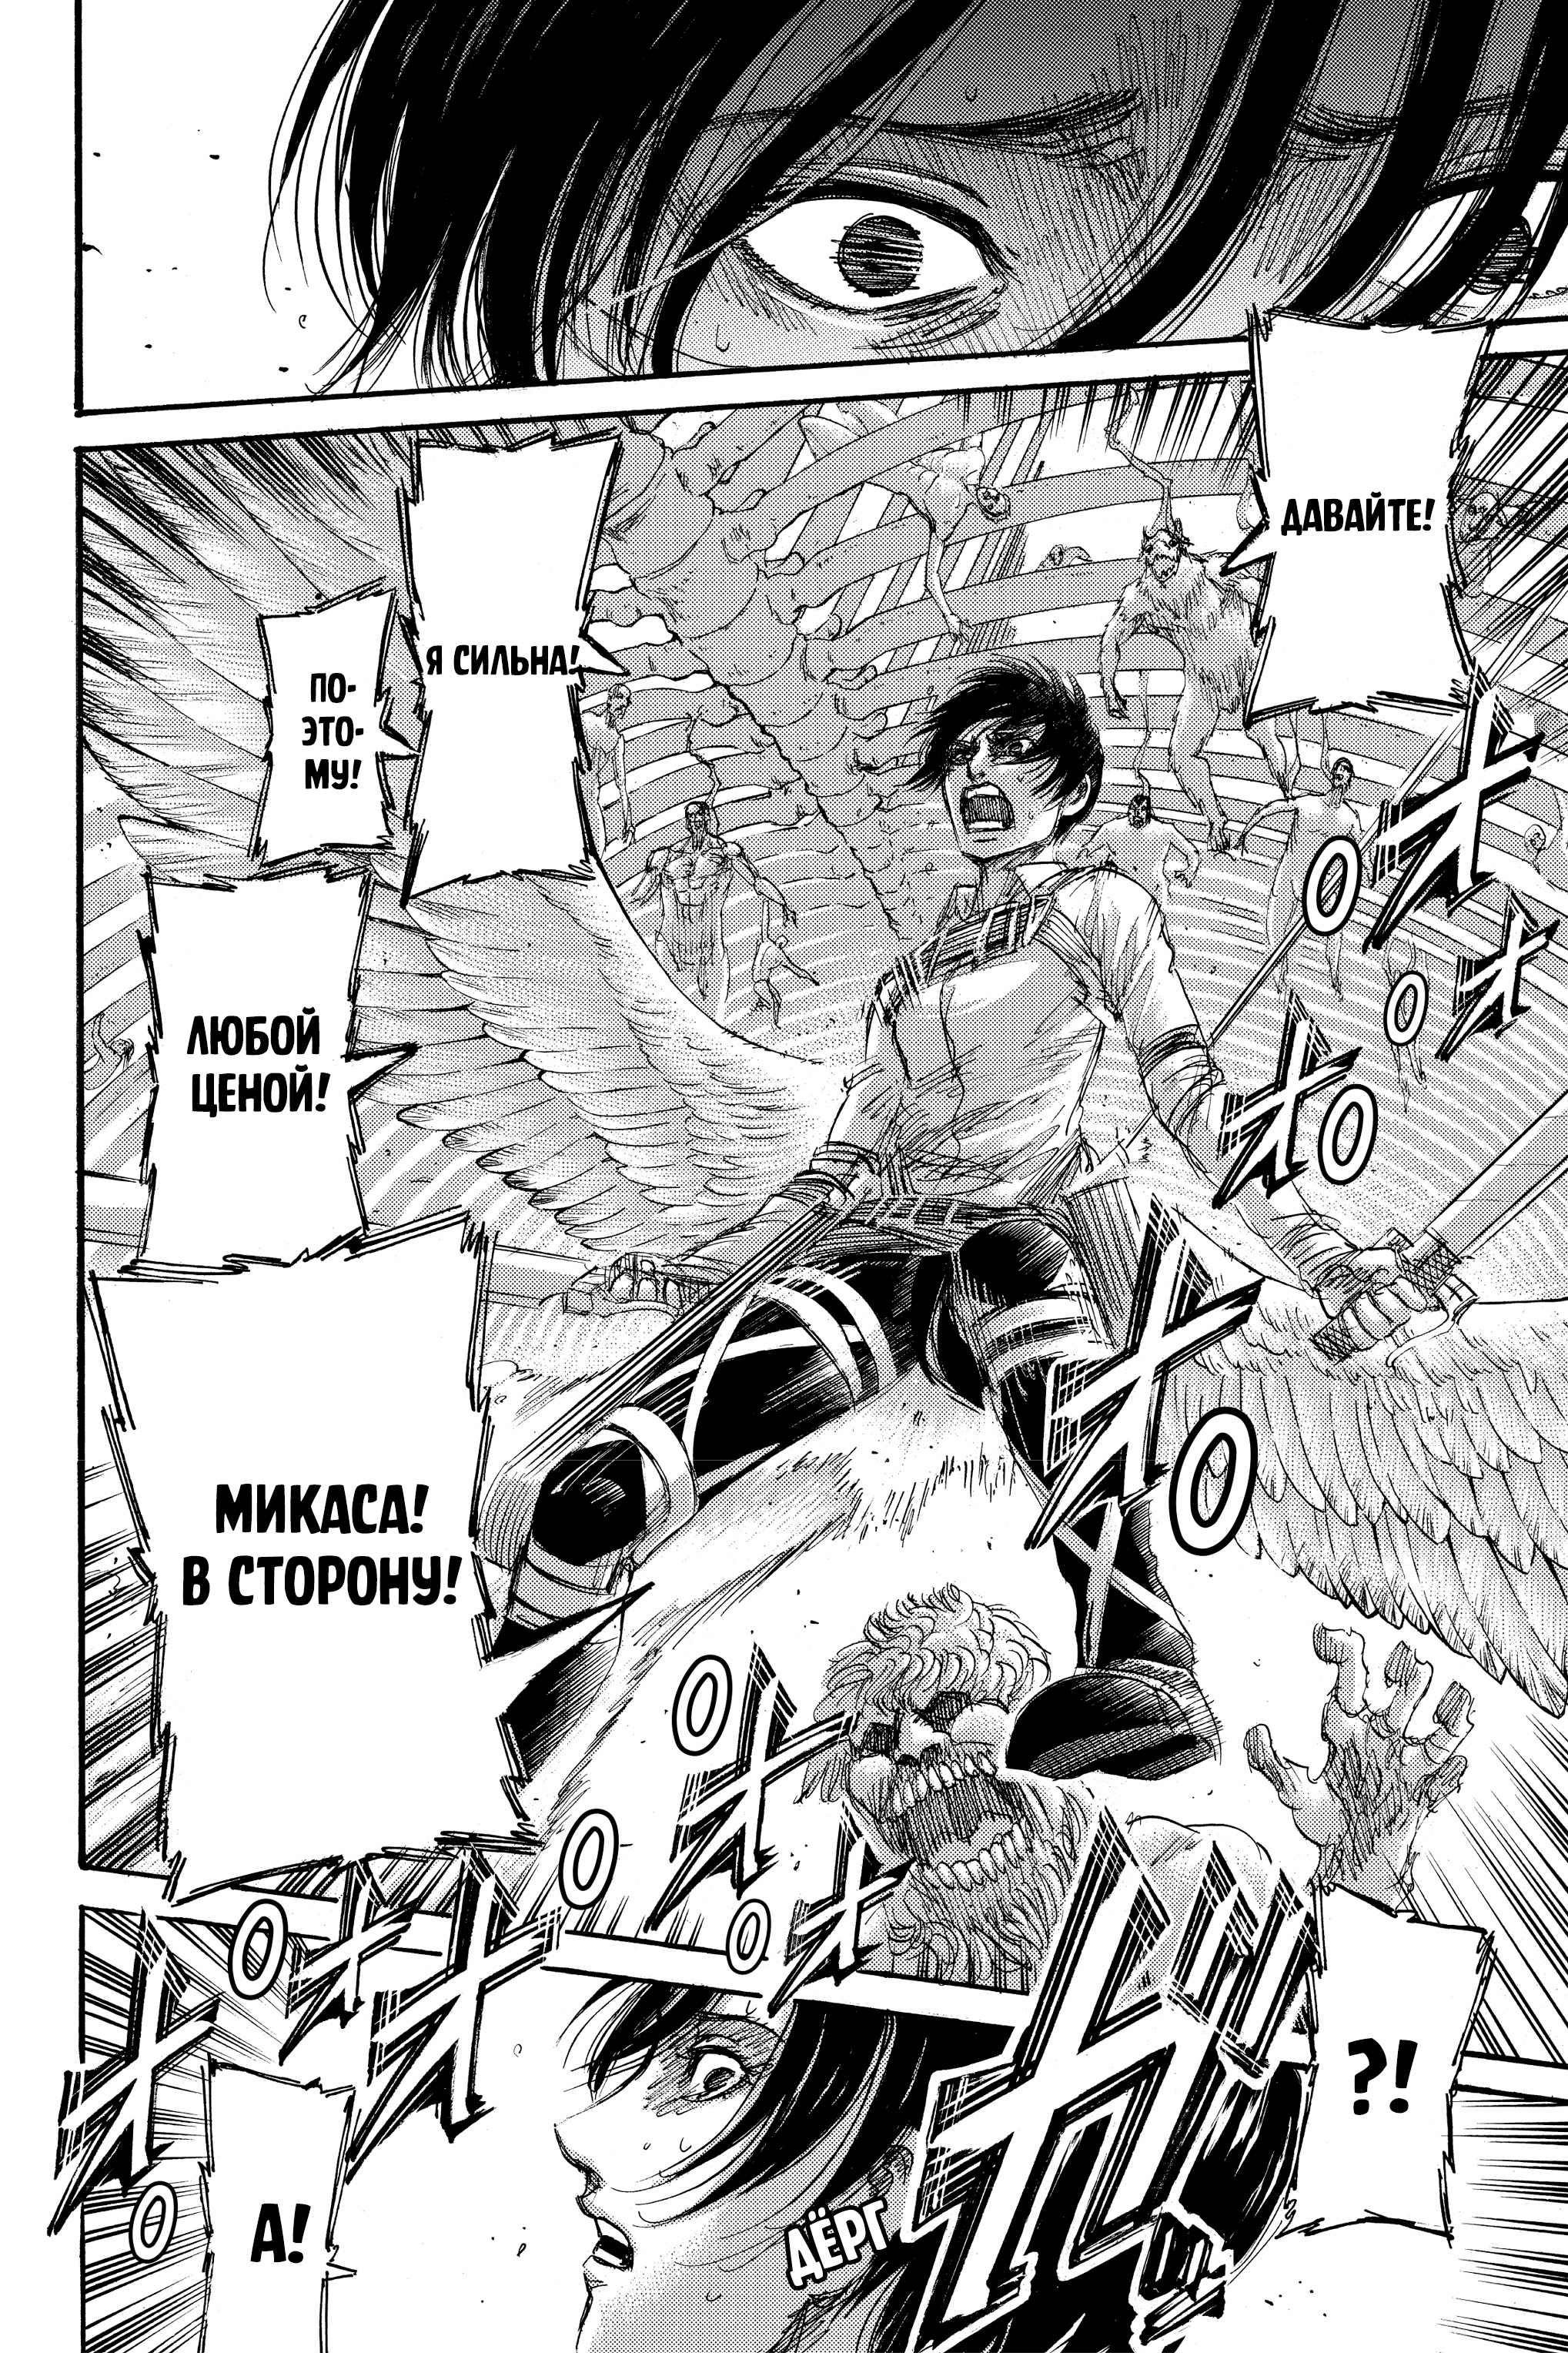 ДАВАЙТЕ!
Я СИЛЬНА!
ПО-
ЭТО-
МУ!
ЛЮБОЙ
ЦЕНОЙ!
МИКАСА!
В СТОРОНУ!
О
О
О
О
О
О
О
О
О
?!
ДЁРГ
А!